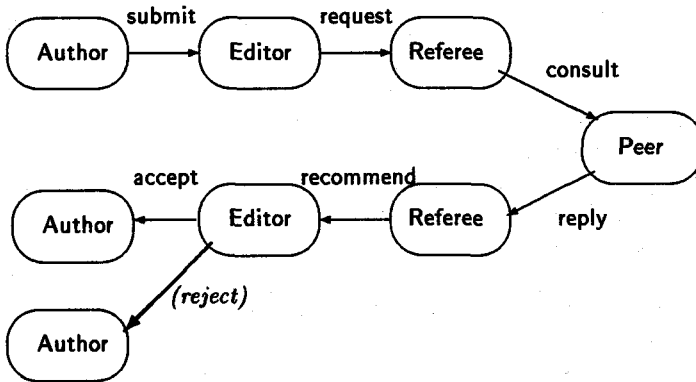 submit request
Author Editor Referee
consult
Peer
accept recommend
Author Editor Referee
reply
(reject)
Author